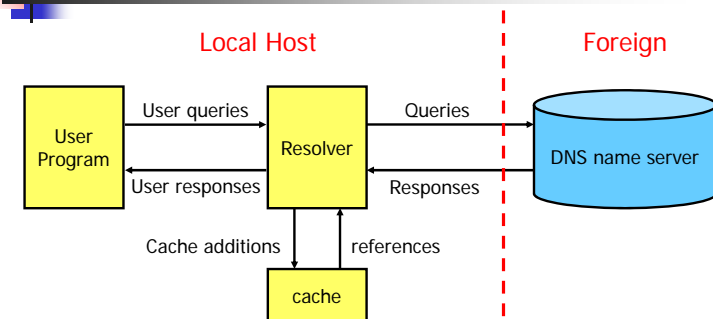 Local Host
Foreign
User queries
Queries
User
Program
Resolver
DNS name server
User responses
Responses
Cache additions
references
cache